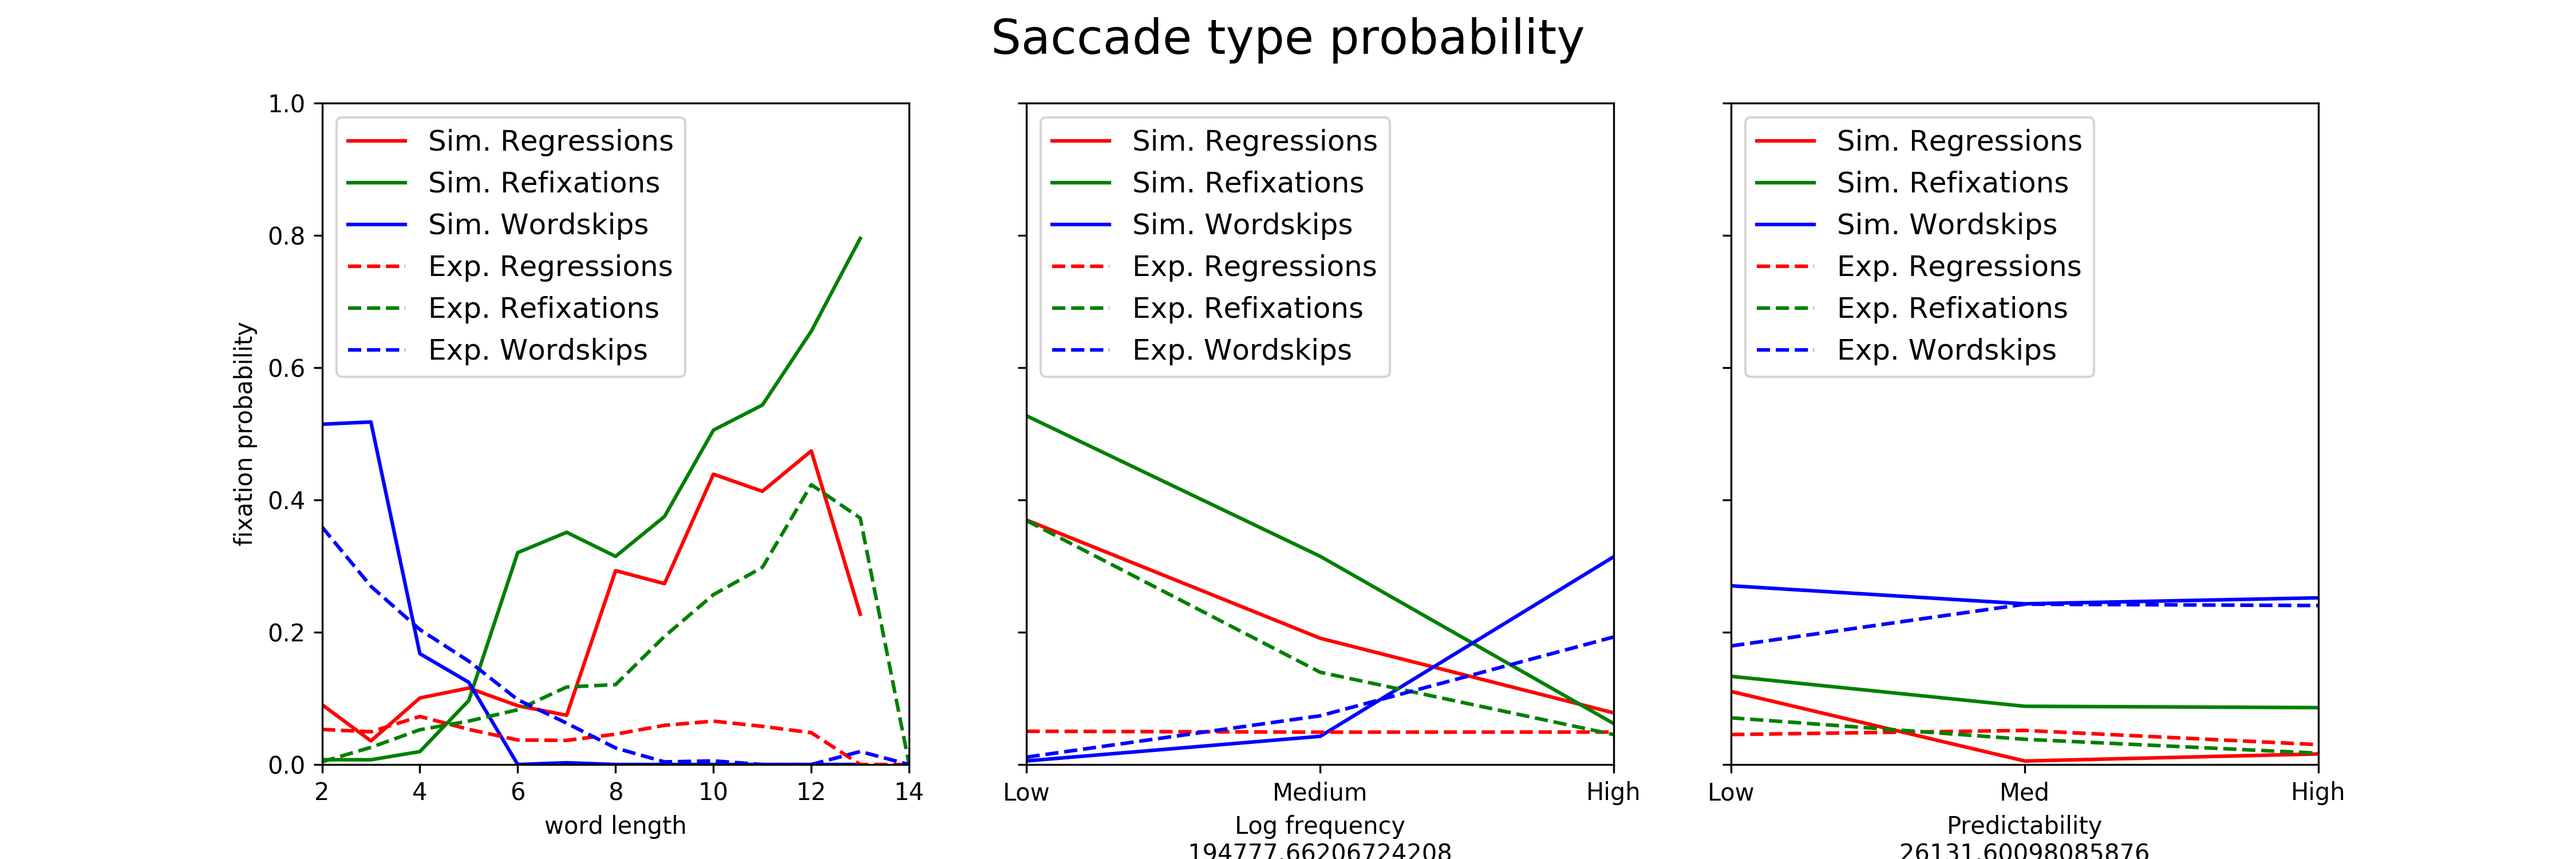 Saccade type probability
fixation probability
1.0
0.8
0.6
0.4
0.2
0.0
Sim. Regressions
Sim. Refixations
Sim. Wordskips
Exp. Regressions
Exp. Refixations
Exp. Wordskips
2 4 6 8 10 12 14
word length
Sim. Regressions
Sim. Refixations
Sim. Wordskips
Exp. Regressions
Exp. Refixations
Exp. Wordskips
Low Medium High
Log frequency
194777.66206724208
Sim. Regressions
Sim. Refixations
Sim. Wordskips
Exp. Regressions
Exp. Refixations
Exp. Wordskips
Low Med High
Predictability
26131.60098085876